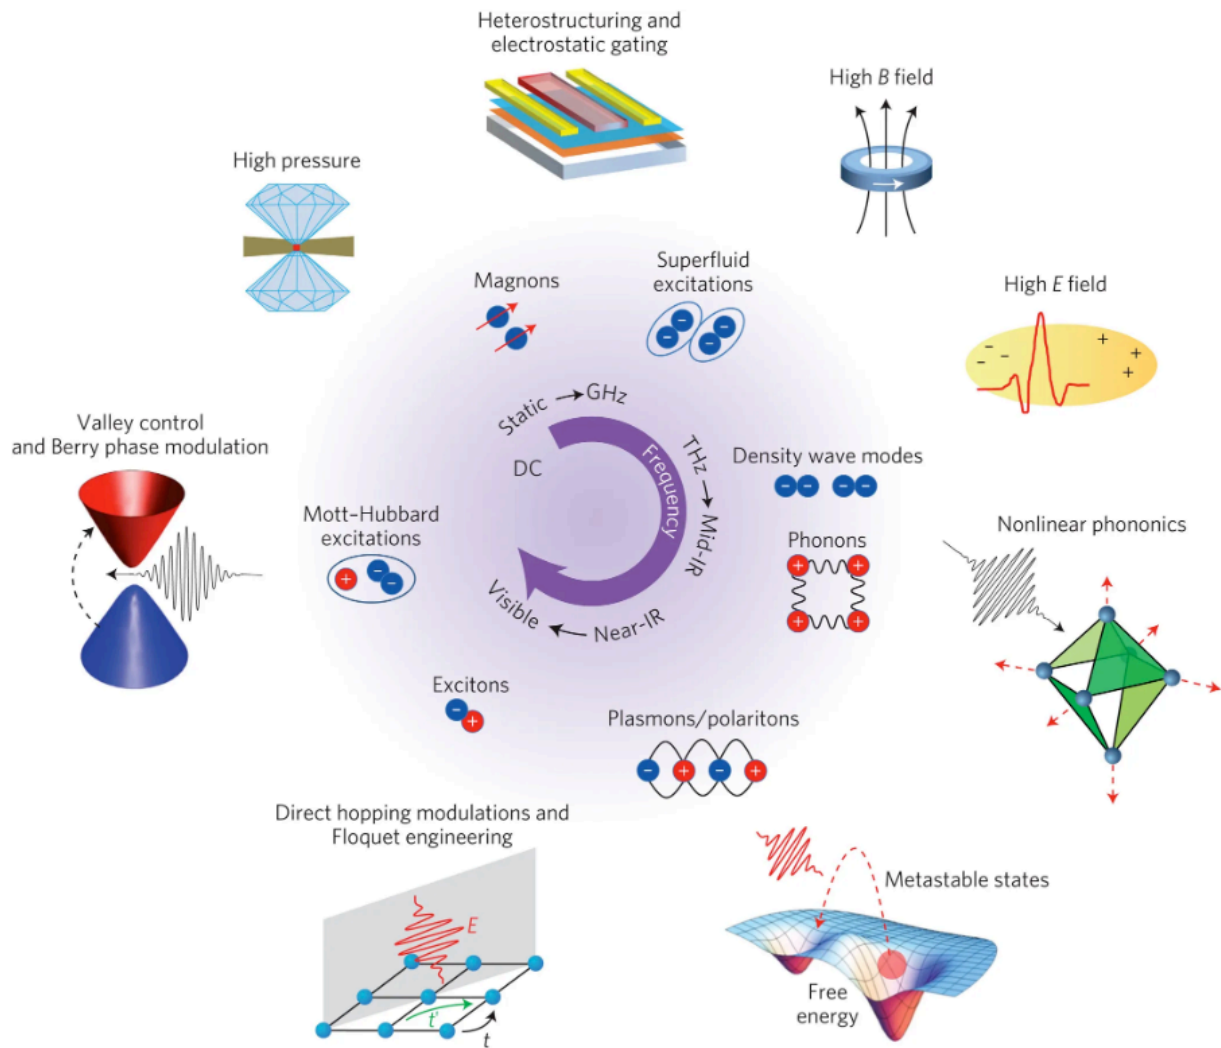 Heterostructuring and
electrostatic gating
High B field
High pressure
Superfluid
excitations
Magnons
High E field
− − −
+ + +
− − − −
Static → GHz
Valley control
and Berry phase modulation
THz → Mid-IR
Frequency
DC
Density wave modes
− − − −
Mott–Hubbard
excitations
+ − −
Nonlinear phononics
Phonons
+ +
+ +
Visible ← Near-IR
Excitons
− +
Plasmons/polaritons
− + − +
Direct hopping modulations and
Floquet engineering
Metastable states
E
Free
energy
t'
t